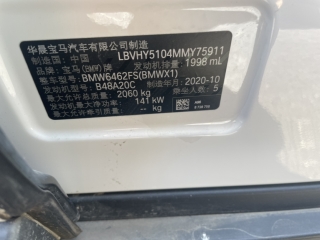 华晨宝马汽车有限公司制造
制造国：中国 LBVHY5104MMY75911
品牌：宝马(BMW)牌 发动机排量：1998 mL
整车型号：BMW6462FS(BMWX1)
发动机型号：B48A20C 制造年月：2020-10
最大允许总质量：2060 kg 乘坐人数：5
最大净功率：141 kW